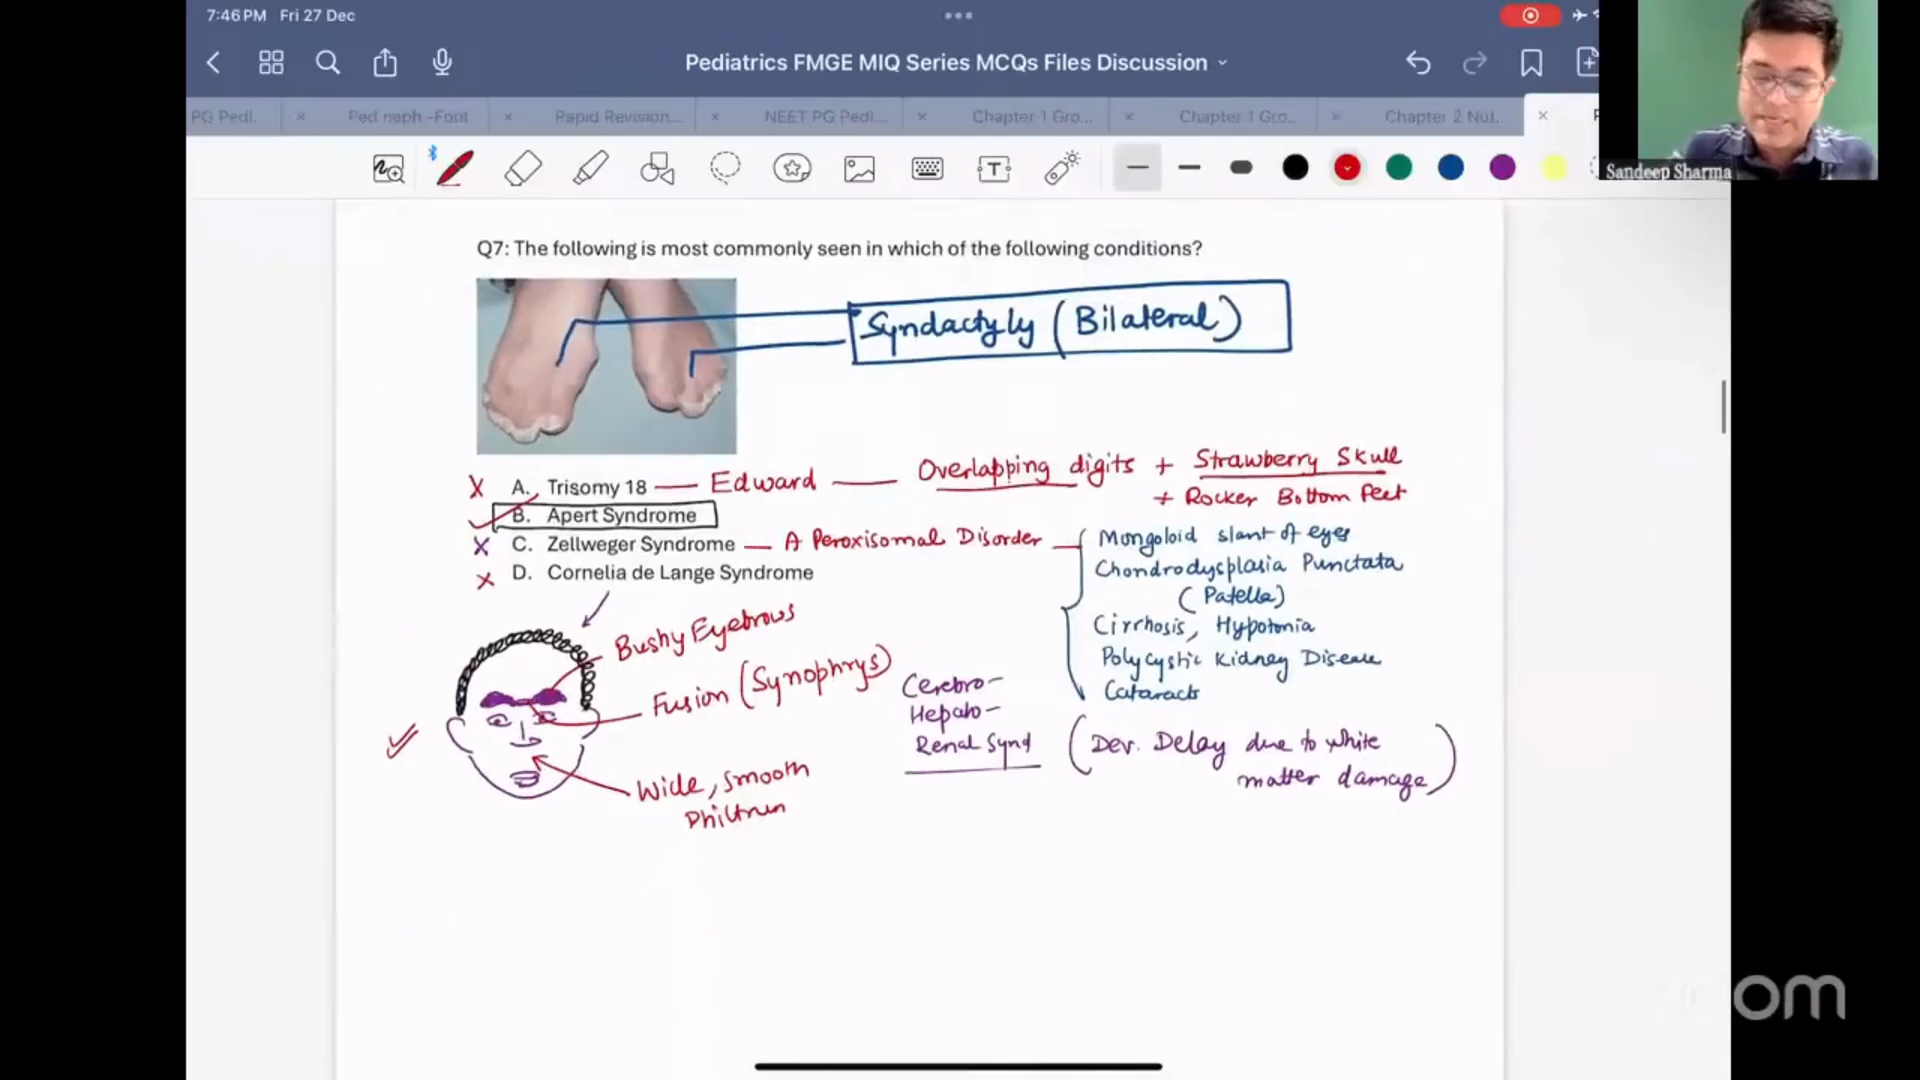 7:46 PM Fri 27 Dec
Pediatrics FMGE MIQ Series MCQs Files Discussion
PG Pedi.
Ped neph -Font
Rapid Revision...
NEET PG Pedi...
Chapter 1 Gro...
Chapter 1 Gro...
Chapter 2 Nut...
Sandeep Sharma
Q7: The following is most commonly seen in which of the following conditions?
Syndactyly (Bilateral)
X A. Trisomy 18 — Edward — Overlapping digits + Strawberry Skull
+ Rocker Bottom Feet
B. Apert Syndrome
X C. Zellweger Syndrome — A Peroxisomal Disorder
X D. Cornelia de Lange Syndrome
Mongoloid slant of eyes
Chondrodysplasia Punctata
(Patella)
Cirrhosis, Hypotonia
Polycystic Kidney Disease
Cataracts
Bushy Eyebrows
Fusion (Synophrys)
Wide, smooth
Cerebro-
Hepato-
Renal Synd
(Dev. Delay due to white
matter damage)
om